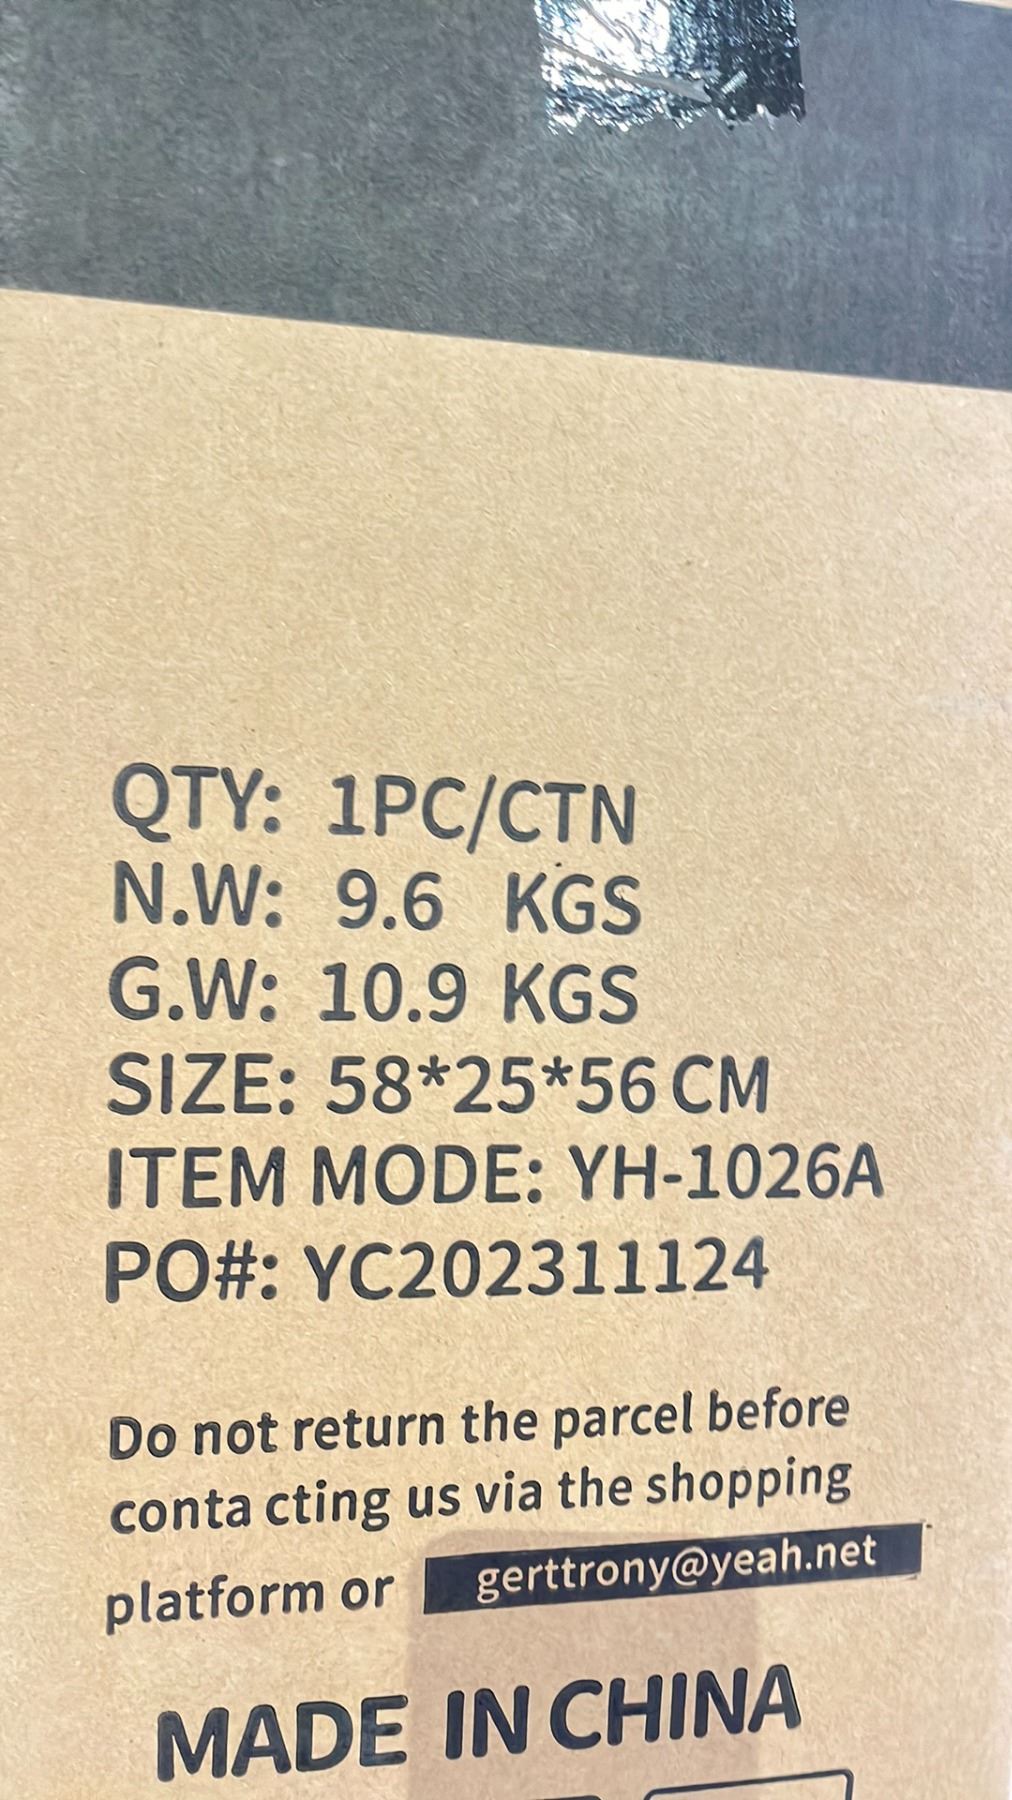 QTY: 1PC/CTN
N.W: 9.6 KGS
G.W: 10.9 KGS
SIZE: 58*25*56 CM
ITEM MODE: YH-1026A
PO#: YC202311124
Do not return the parcel before
conta cting us via the shopping
platform or gerttrony@yeah.net
MADE IN CHINA